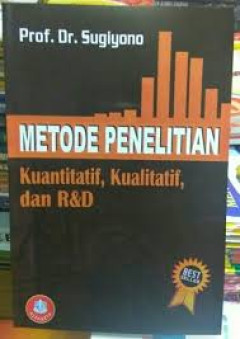 Prof. Dr. Sugiyono
METODE PENELITIAN
Kuantitatif, Kualitatif,
dan R&D
BEST
SELLER